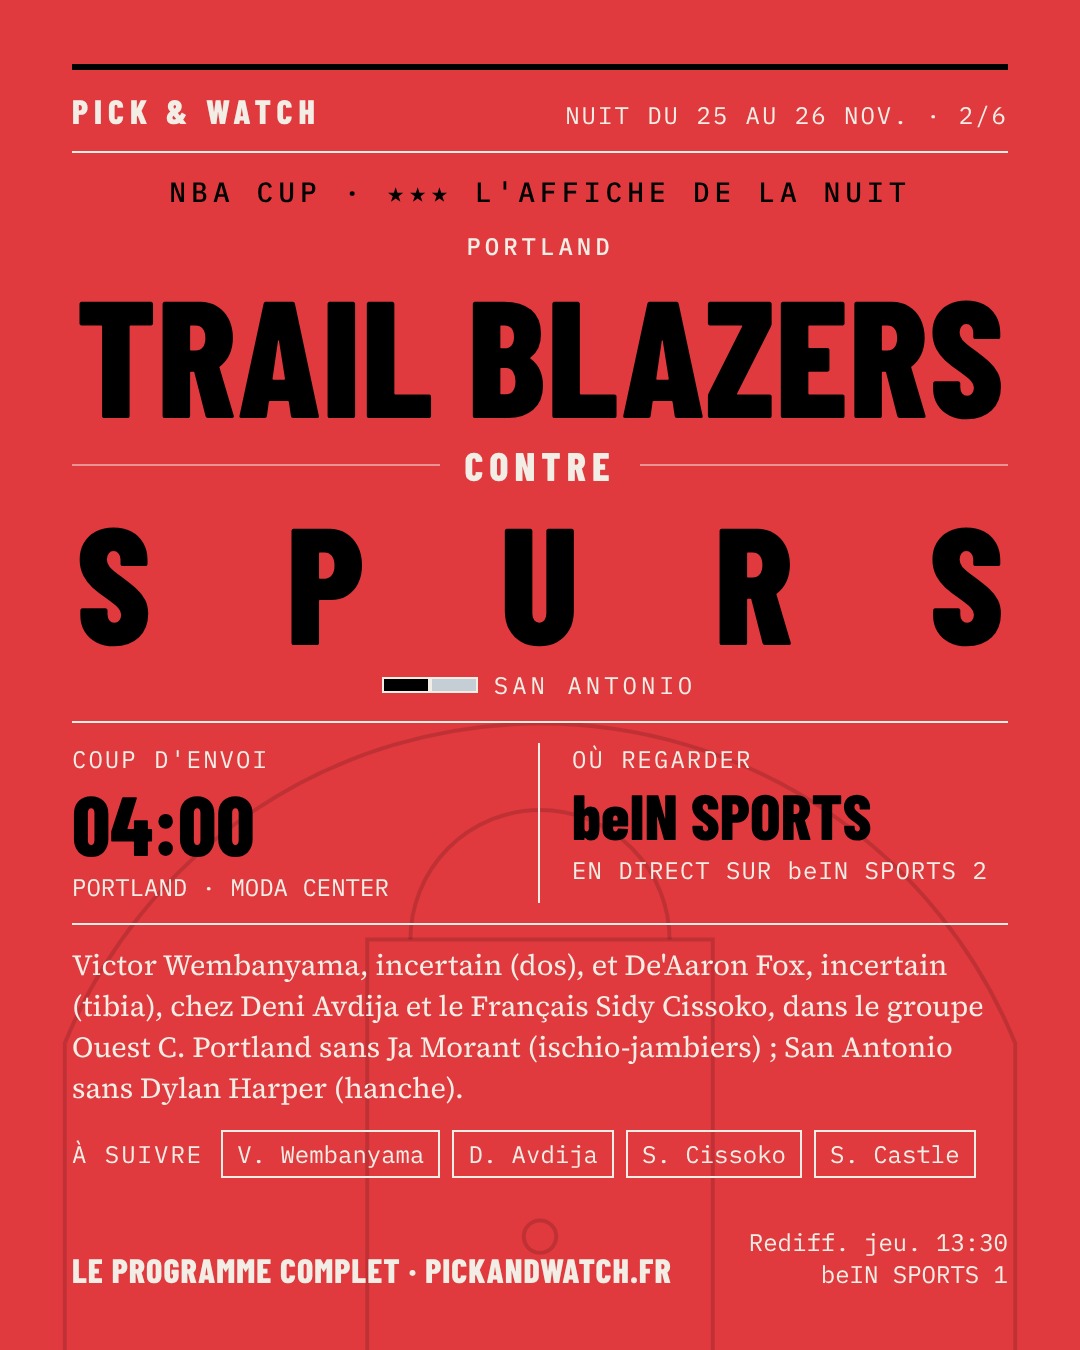 PICK & WATCH
NUIT DU 25 AU 26 NOV. · 2/6
NBA CUP · ★★★ L'AFFICHE DE LA NUIT
PORTLAND
TRAIL BLAZERS
CONTRE
SPURS
SAN ANTONIO
COUP D'ENVOI
04:00
PORTLAND · MODA CENTER
OÙ REGARDER
beIN SPORTS
EN DIRECT SUR beIN SPORTS 2
Victor Wembanyama, incertain (dos), et De'Aaron Fox, incertain
(tibia), chez Deni Avdija et le Français Sidy Cissoko, dans le groupe
Ouest C. Portland sans Ja Morant (ischio-jambiers) ; San Antonio
sans Dylan Harper (hanche).
À SUIVRE V. Wembanyama D. Avdija S. Cissoko S. Castle
LE PROGRAMME COMPLET · PICKANDWATCH.FR
Rediff. jeu. 13:30
beIN SPORTS 1